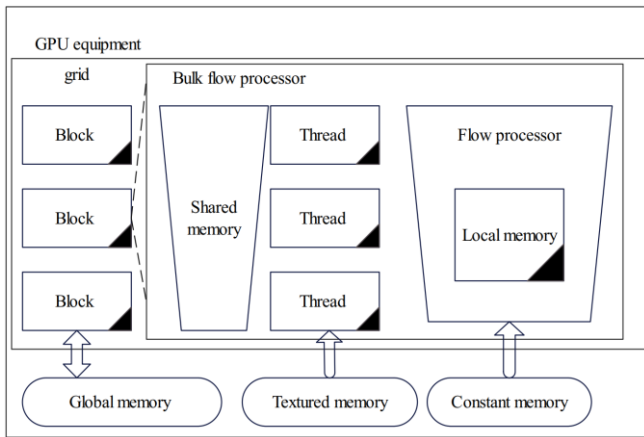 GPU equipment
grid
Bulk flow processor
Block
Thread
Flow processor
Block
Shared
memory
Thread
Local memory
Block
Thread
Global memory
Textured memory
Constant memory